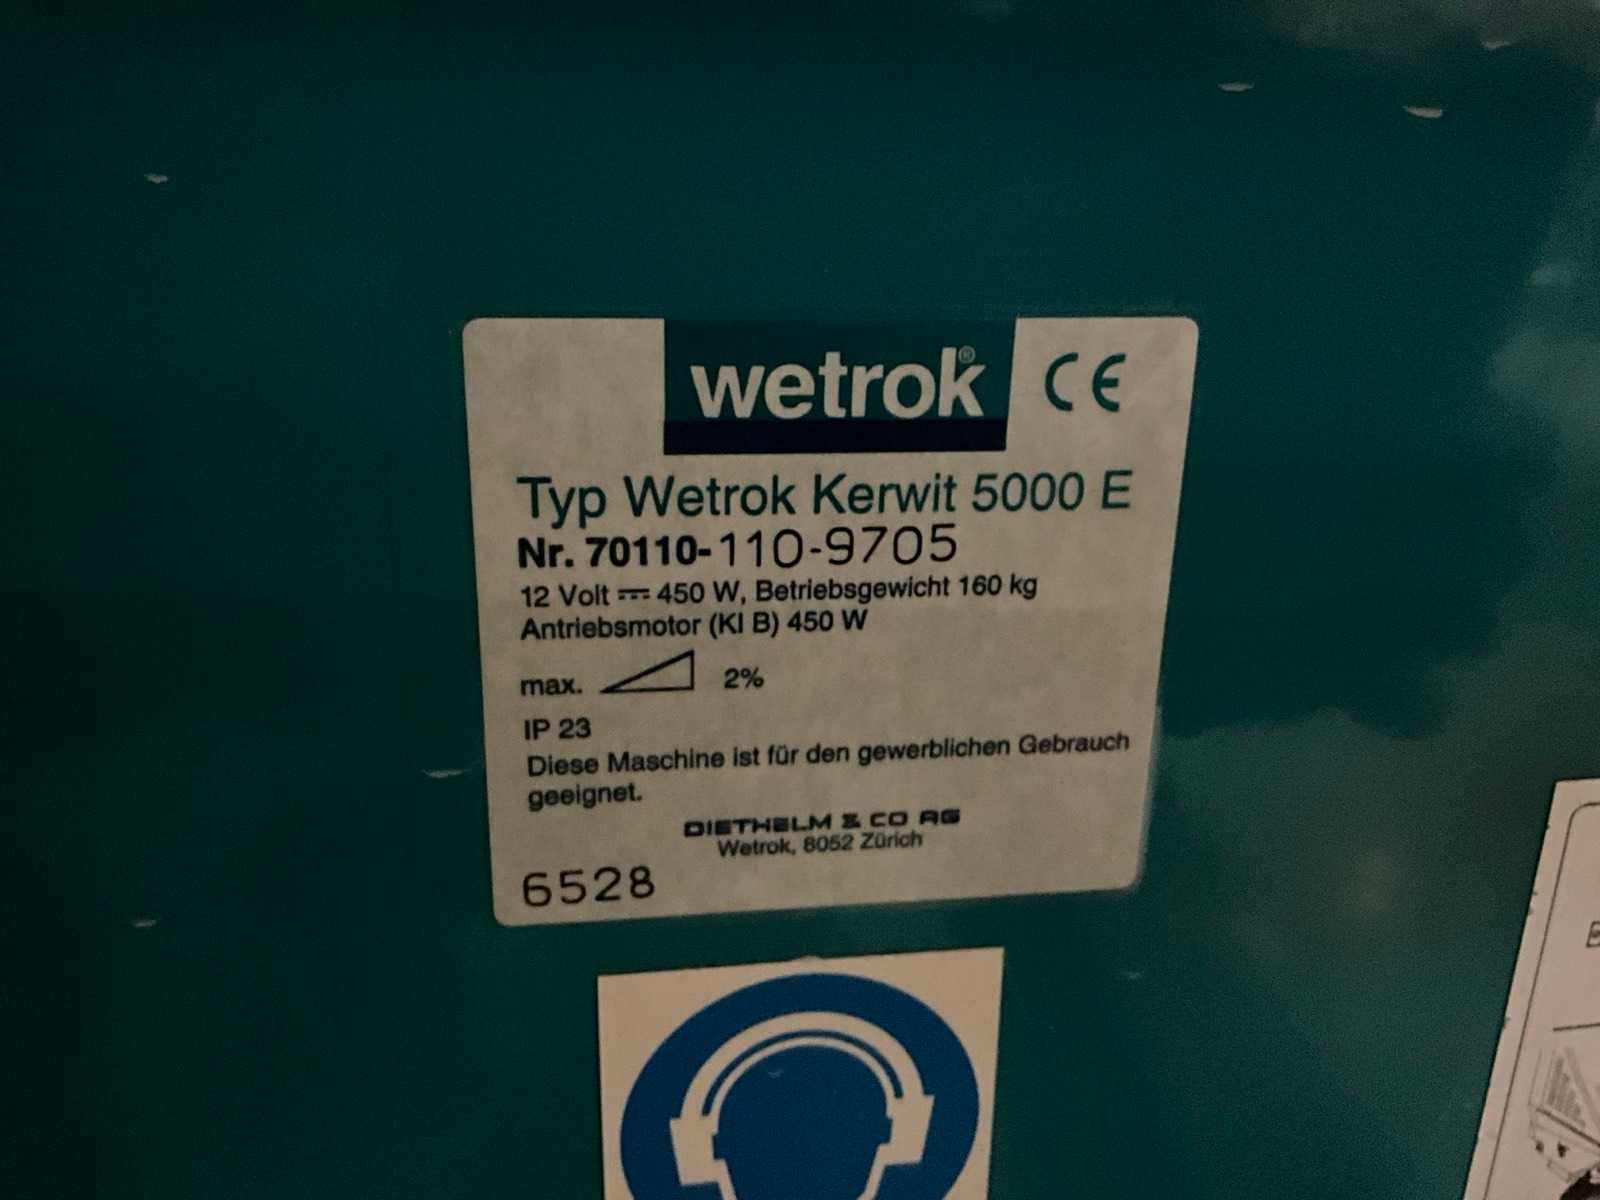 wetrok® CE
Typ Wetrok Kerwit 5000 E
Nr. 70110-110-9705
12 Volt ⎓ 450 W, Betriebsgewicht 160 kg
Antriebsmotor (Kl B) 450 W
max. 2%
IP 23
Diese Maschine ist für den gewerblichen Gebrauch
geeignet.
DIETHELM & CO AG
Wetrok, 8052 Zürich
6528